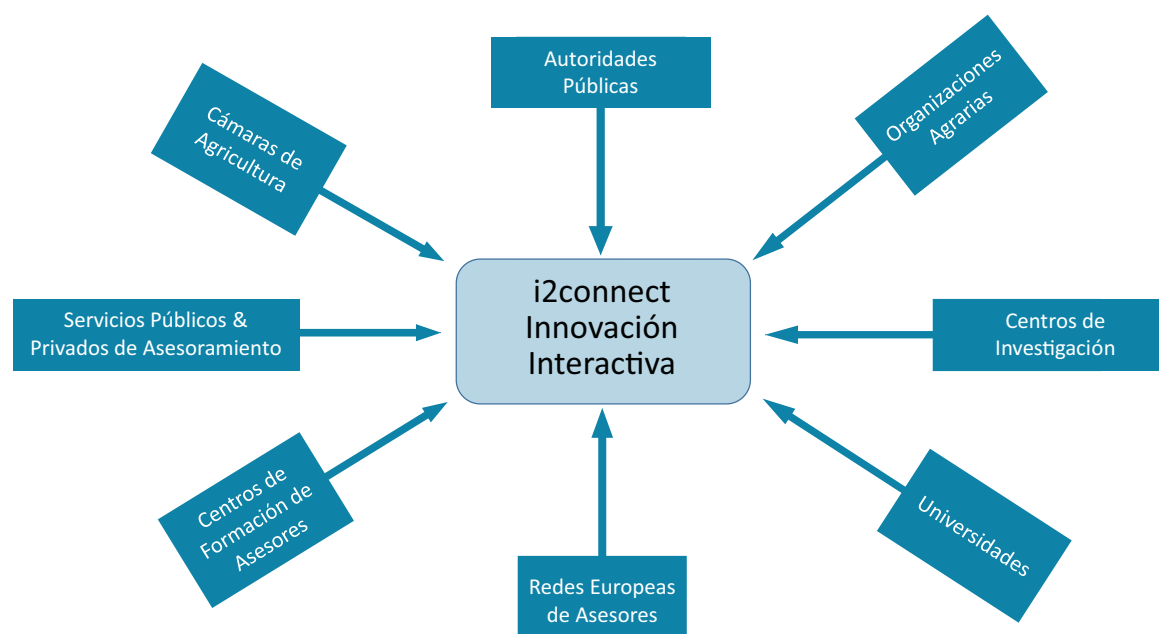 Autoridades
Públicas
Organizaciones
Agrarias
Cámaras de
Agricultura
i2connect
Innovación
Interactiva
Servicios Públicos &
Privados de Asesoramiento
Centros de
Investigación
Centros de
Formación de
Asesores
Universidades
Redes Europeas
de Asesores